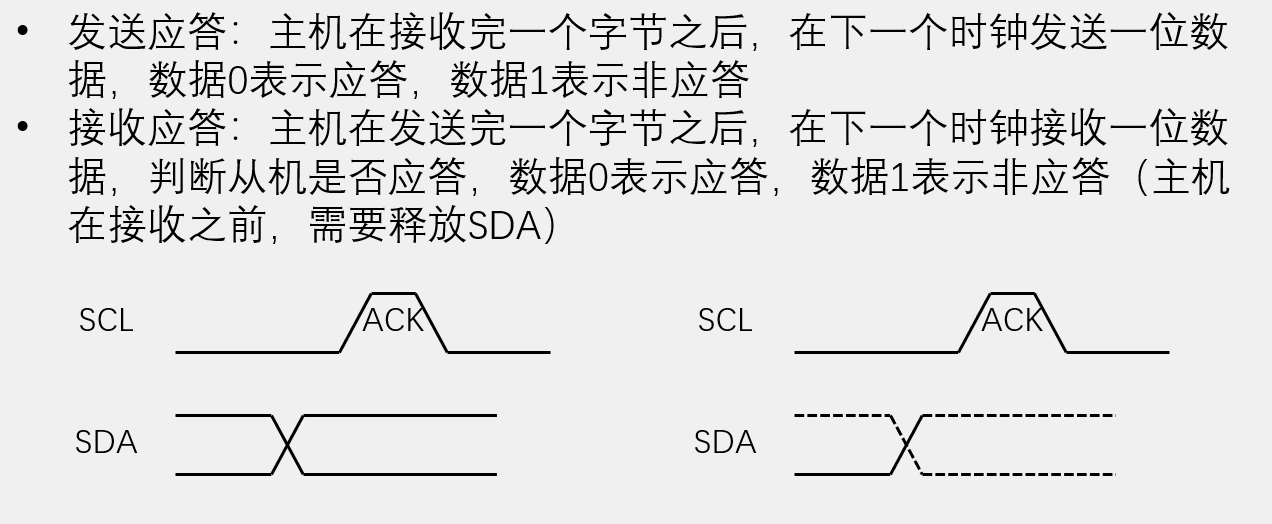 • 发送应答：主机在接收完一个字节之后，在下一个时钟发送一位数
据，数据0表示应答，数据1表示非应答
• 接收应答：主机在发送完一个字节之后，在下一个时钟接收一位数
据，判断从机是否应答，数据0表示应答，数据1表示非应答（主机
在接收之前，需要释放SDA）
SCL ACK SCL ACK
SDA SDA